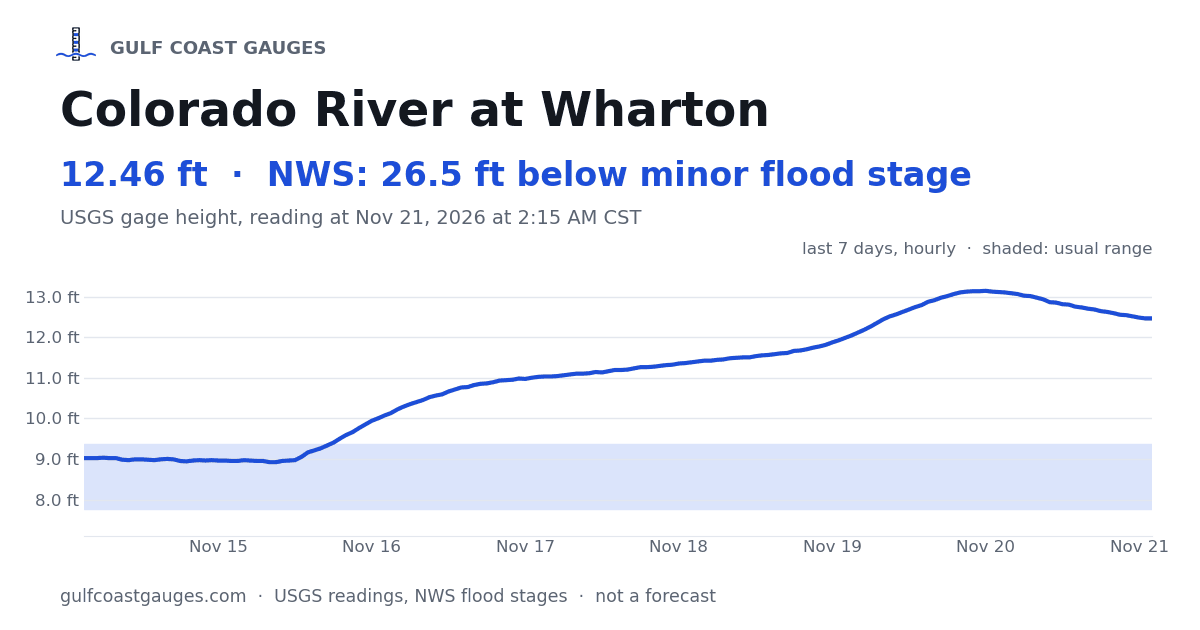 GULF COAST GAUGES
Colorado River at Wharton
12.46 ft · NWS: 26.5 ft below minor flood stage
USGS gage height, reading at Nov 21, 2026 at 2:15 AM CST
last 7 days, hourly · shaded: usual range
13.0 ft
12.0 ft
11.0 ft
10.0 ft
9.0 ft
8.0 ft
Nov 15 Nov 16 Nov 17 Nov 18 Nov 19 Nov 20 Nov 21
gulfcoastgauges.com · USGS readings, NWS flood stages · not a forecast